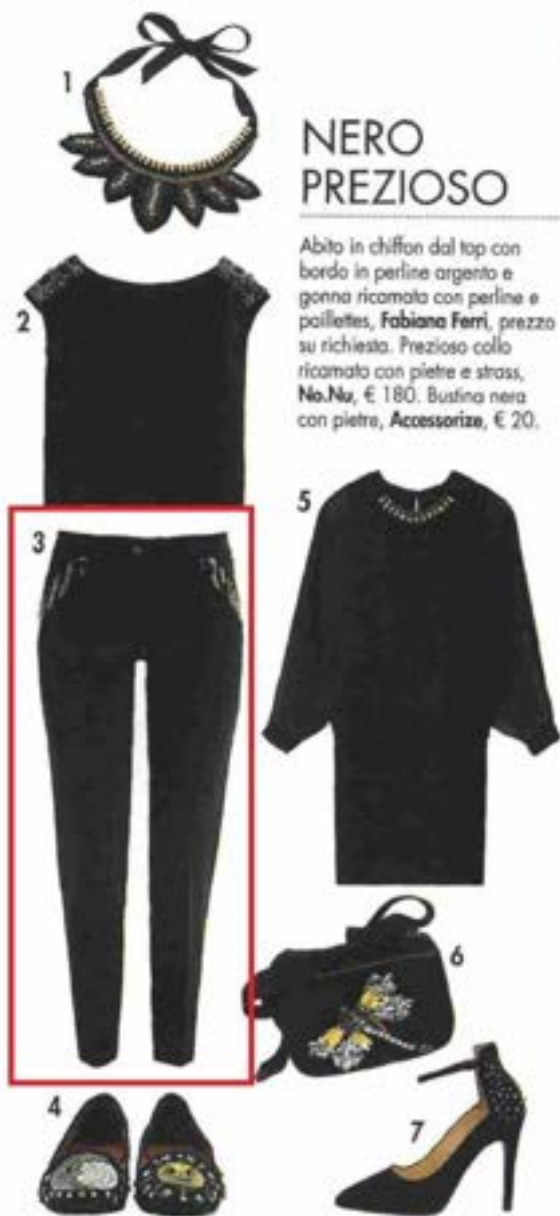 1
NERO
PREZIOSO
Abito in chiffon dal top con
bordo in perline argento e
gonna ricamata con perline e
paillettes, Fabiana Ferri, prezzo
su richiesta. Prezioso collo
ricamato con pietre e strass,
No.Nu, € 180. Bustina nera
con pietre, Accessorize, € 20.
2
3
5
6
4
7